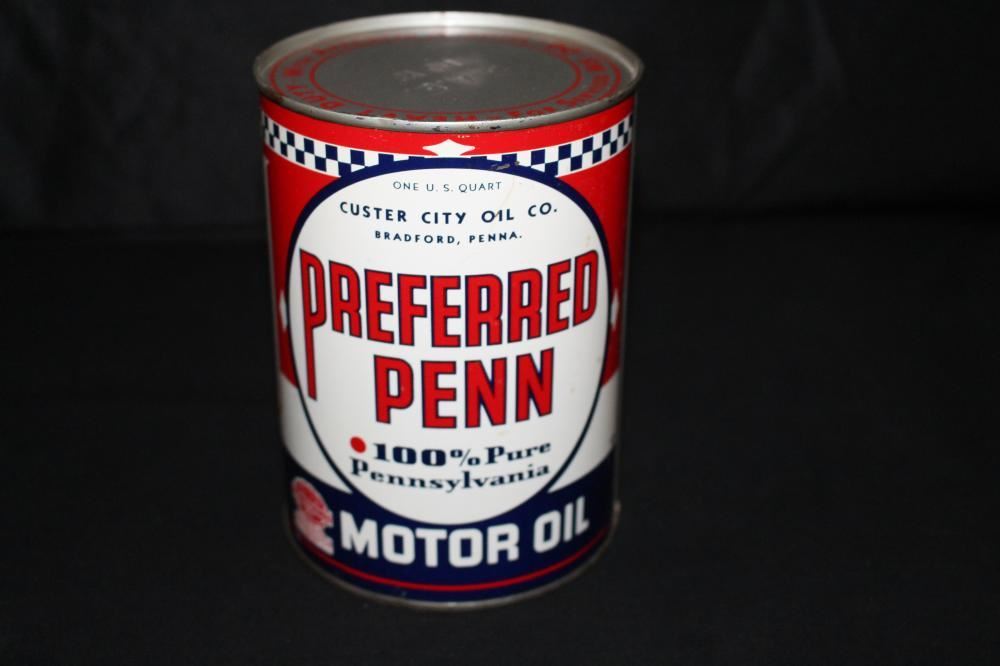 ONE U.S. QUART
CUSTER CITY OIL CO.
BRADFORD, PENNA.
PREFERRED
PENN
100% Pure
Pennsylvania
MOTOR OIL